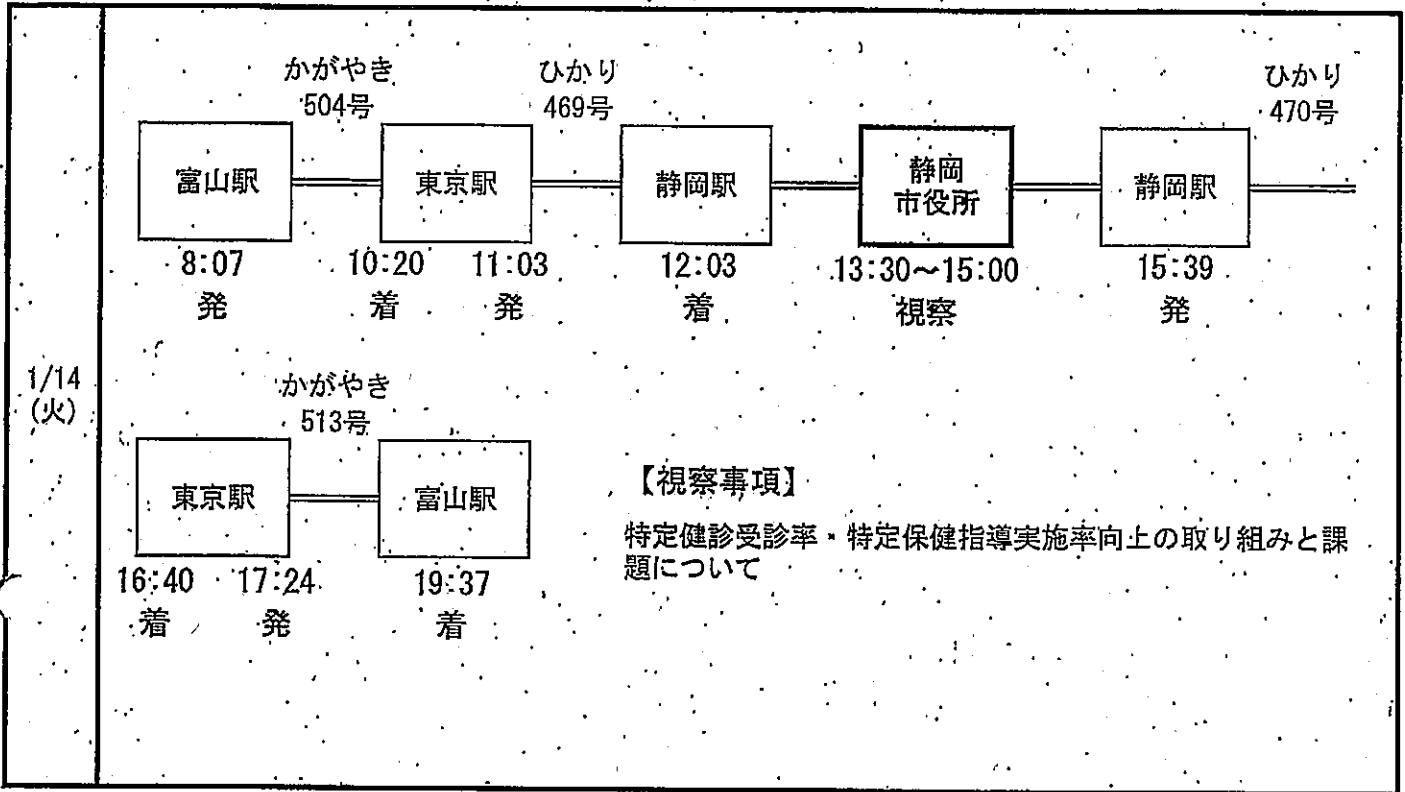 1/14
(火)
かがやき
504号
ひかり
469号
ひかり
470号
富山駅
東京駅
静岡駅
静岡
市役所
静岡駅
8:07
発
10:20
着
11:03
発
12:03
着
13:30～15:00
視察
15:39
発
かがやき
513号
東京駅
富山駅
16:40
着
17:24
発
19:37
着
【視察事項】
特定健診受診率・特定保健指導実施率向上の取り組みと課
題について